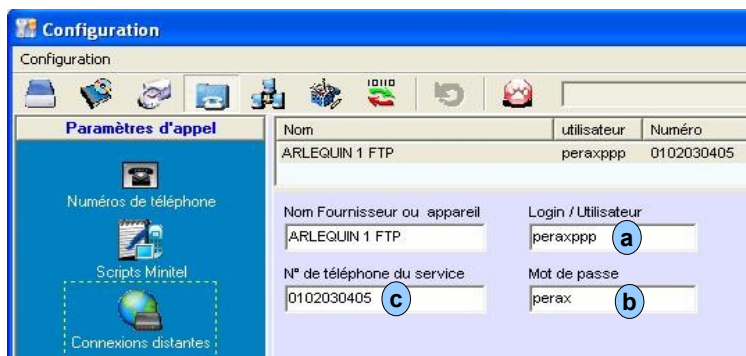 Configuration
Configuration
10110
Paramètres d'appel
Nom utilisateur Numéro
ARLEQUIN 1 FTP peraxppp 0102030405
Numéros de téléphone
Scripts Minitel
Connexions distantes
Nom Fournisseur ou appareil Login / Utilisateur
ARLEQUIN 1 FTP peraxppp a
N° de téléphone du service Mot de passe
0102030405 c perax b